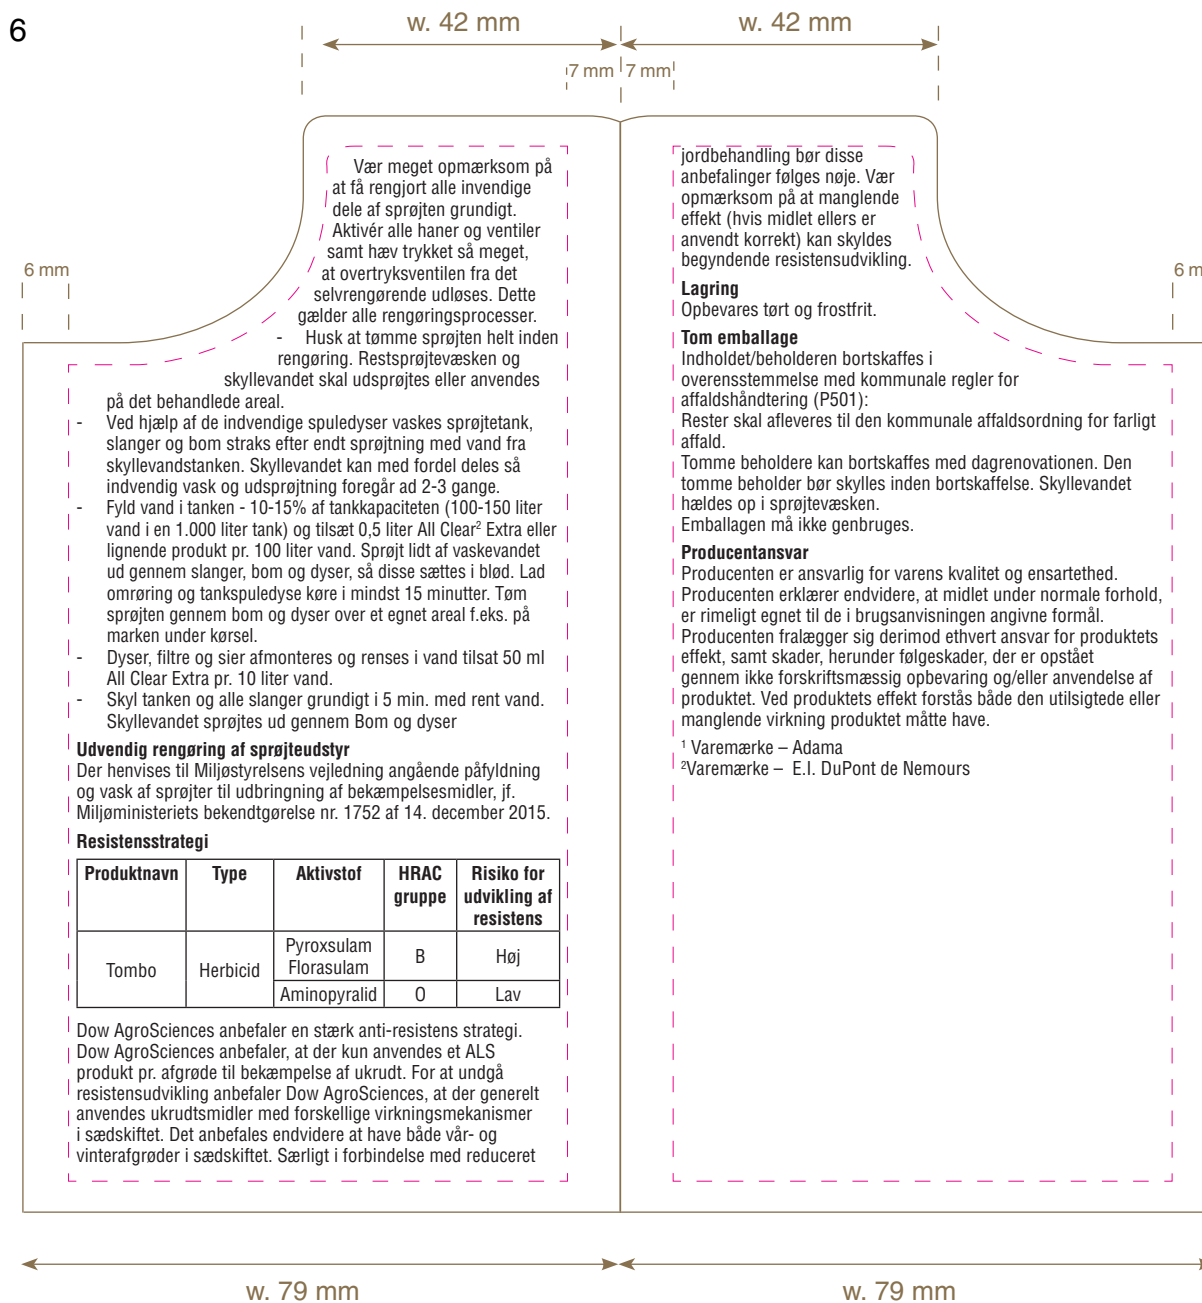 6
w. 42 mm
w. 42 mm
7 mm
7 mm
6 mm
6 m
Vær meget opmærksom på
at få rengjort alle invendige
dele af sprøjten grundigt.
Aktivér alle haner og ventiler
samt hæv trykket så meget,
at overtryksventilen fra det
selvrengørende udløses. Dette
gælder alle rengøringsprocesser.
- Husk at tømme sprøjten helt inden
rengøring. Restsprøjtevæsken og
skyllevandet skal udsprøjtes eller anvendes
på det behandlede areal.
- Ved hjælp af de indvendige spuledyser vaskes sprøjtetank,
slanger og bom straks efter endt sprøjtning med vand fra
skyllevandstanken. Skyllevandet kan med fordel deles så
indvendig vask og udsprøjtning foregår ad 2-3 gange.
- Fyld vand i tanken - 10-15% af tankkapaciteten (100-150 liter
vand i en 1.000 liter tank) og tilsæt 0,5 liter All Clear² Extra eller
lignende produkt pr. 100 liter vand. Sprøjt lidt af vaskevandet
ud gennem slanger, bom og dyser, så disse sættes i blød. Lad
omrøring og tankspuledyse køre i mindst 15 minutter. Tøm
sprøjten gennem bom og dyser over et egnet areal f.eks. på
marken under kørsel.
- Dyser, filtre og sier afmonteres og renses i vand tilsat 50 ml
All Clear Extra pr. 10 liter vand.
- Skyl tanken og alle slanger grundigt i 5 min. med rent vand.
Skyllevandet sprøjtes ud gennem Bom og dyser
Udvendig rengøring af sprøjteudstyr
Der henvises til Miljøstyrelsens vejledning angående påfyldning
og vask af sprøjter til udbringning af bekæmpelsesmidler, jf.
Miljøministeriets bekendtgørelse nr. 1752 af 14. december 2015.
Resistensstrategi
Produktnavn Type Aktivstof HRAC gruppe Risiko for udvikling af resistens
Tombo Herbicid Pyroxsulam Florasulam B Høj
Aminopyralid O Lav
Dow AgroSciences anbefaler en stærk anti-resistens strategi.
Dow AgroSciences anbefaler, at der kun anvendes et ALS
produkt pr. afgrøde til bekæmpelse af ukrudt. For at undgå
resistensudvikling anbefaler Dow AgroSciences, at der generelt
anvendes ukrudtsmidler med forskellige virkningsmekanismer
i sædskiftet. Det anbefales endvidere at have både vår- og
vinterafgrøder i sædskiftet. Særligt i forbindelse med reduceret
jordbehandling bør disse
anbefalinger følges nøje. Vær
opmærksom på at manglende
effekt (hvis midlet ellers er
anvendt korrekt) kan skyldes
begyndende resistensudvikling.
Lagring
Opbevares tørt og frostfrit.
Tom emballage
Indholdet/beholderen bortskaffes i
overensstemmelse med kommunale regler for
affaldshåndtering (P501):
Rester skal afleveres til den kommunale affaldsordning for farligt
affald.
Tomme beholdere kan bortskaffes med dagrenovationen. Den
tomme beholder bør skylles inden bortskaffelse. Skyllevandet
hældes op i sprøjtevæsken.
Emballagen må ikke genbruges.
Producentansvar
Producenten er ansvarlig for varens kvalitet og ensartethed.
Producenten erklærer endvidere, at midlet under normale forhold,
er rimeligt egnet til de i brugsanvisningen angivne formål.
Producenten fralægger sig derimod ethvert ansvar for produktets
effekt, samt skader, herunder følgeskader, der er opstået
gennem ikke forskriftsmæssig opbevaring og/eller anvendelse af
produktet. Ved produktets effekt forstås både den utilsigtede eller
manglende virkning produktet måtte have.
¹ Varemærke – Adama
²Varemærke – E.I. DuPont de Nemours
w. 79 mm
w. 79 mm